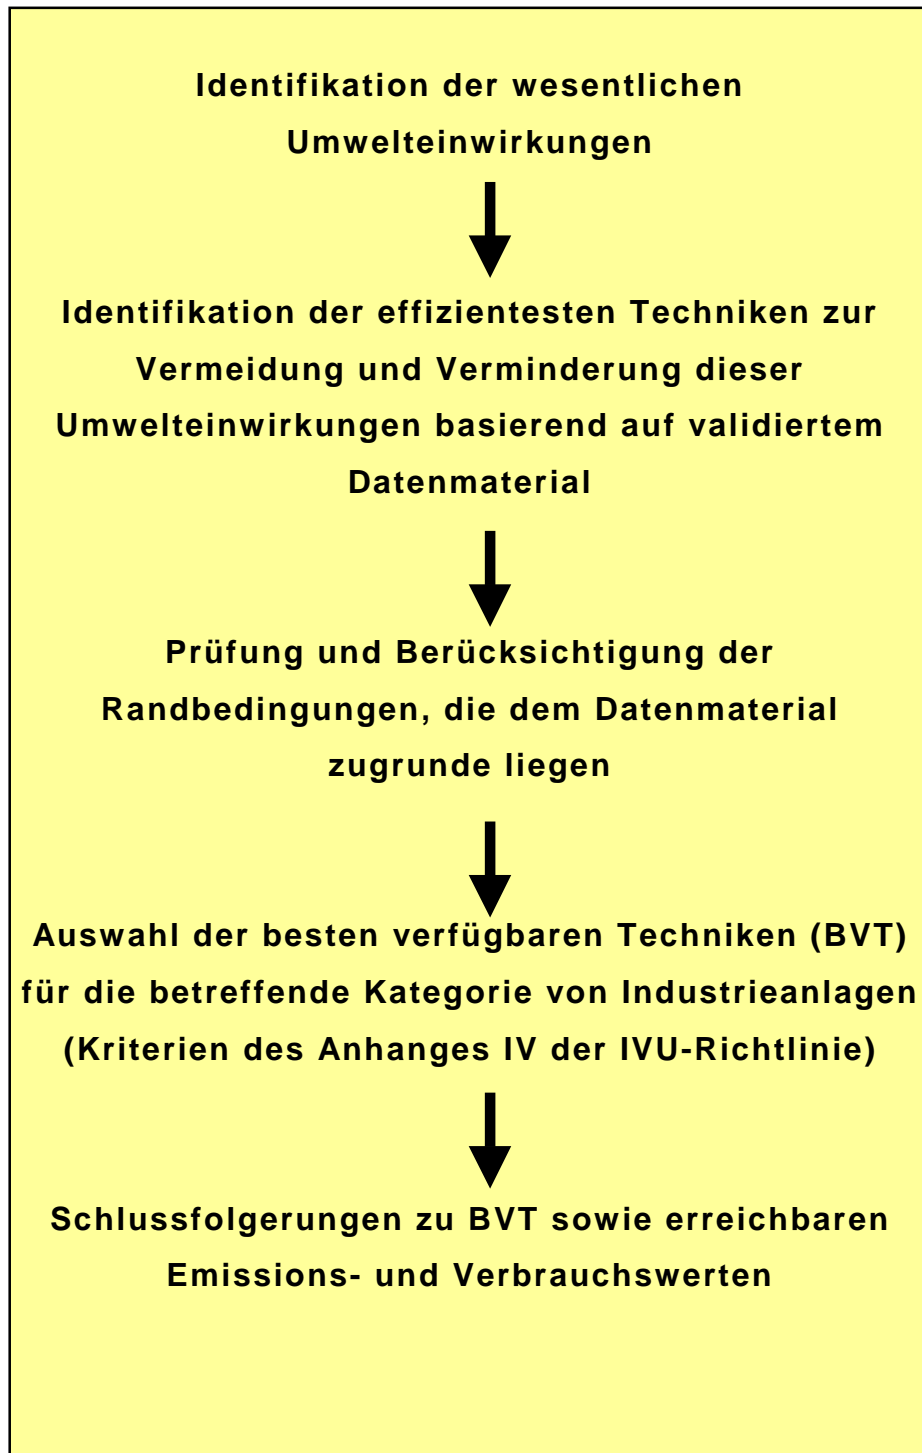 Identifikation der wesentlichen
Umwelteinwirkungen
Identifikation der effizientesten Techniken zur
Vermeidung und Verminderung dieser
Umwelteinwirkungen basierend auf validiertem
Datenmaterial
Prüfung und Berücksichtigung der
Randbedingungen, die dem Datenmaterial
zugrunde liegen
Auswahl der besten verfügbaren Techniken (BVT)
für die betreffende Kategorie von Industrieanlagen
(Kriterien des Anhanges IV der IVU-Richtlinie)
Schlussfolgerungen zu BVT sowie erreichbaren
Emissions- und Verbrauchswerten